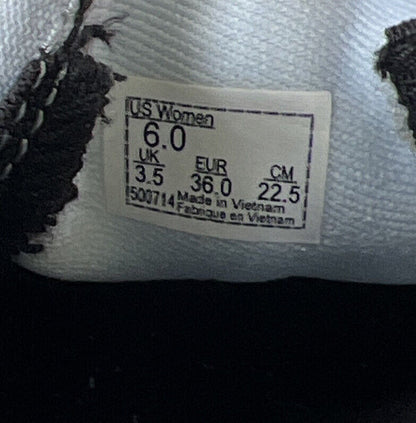 US Women
6.0
UK EUR CM
3.5 36.0 22.5
500714 Made in Vietnam
Fabrique en Vietnam